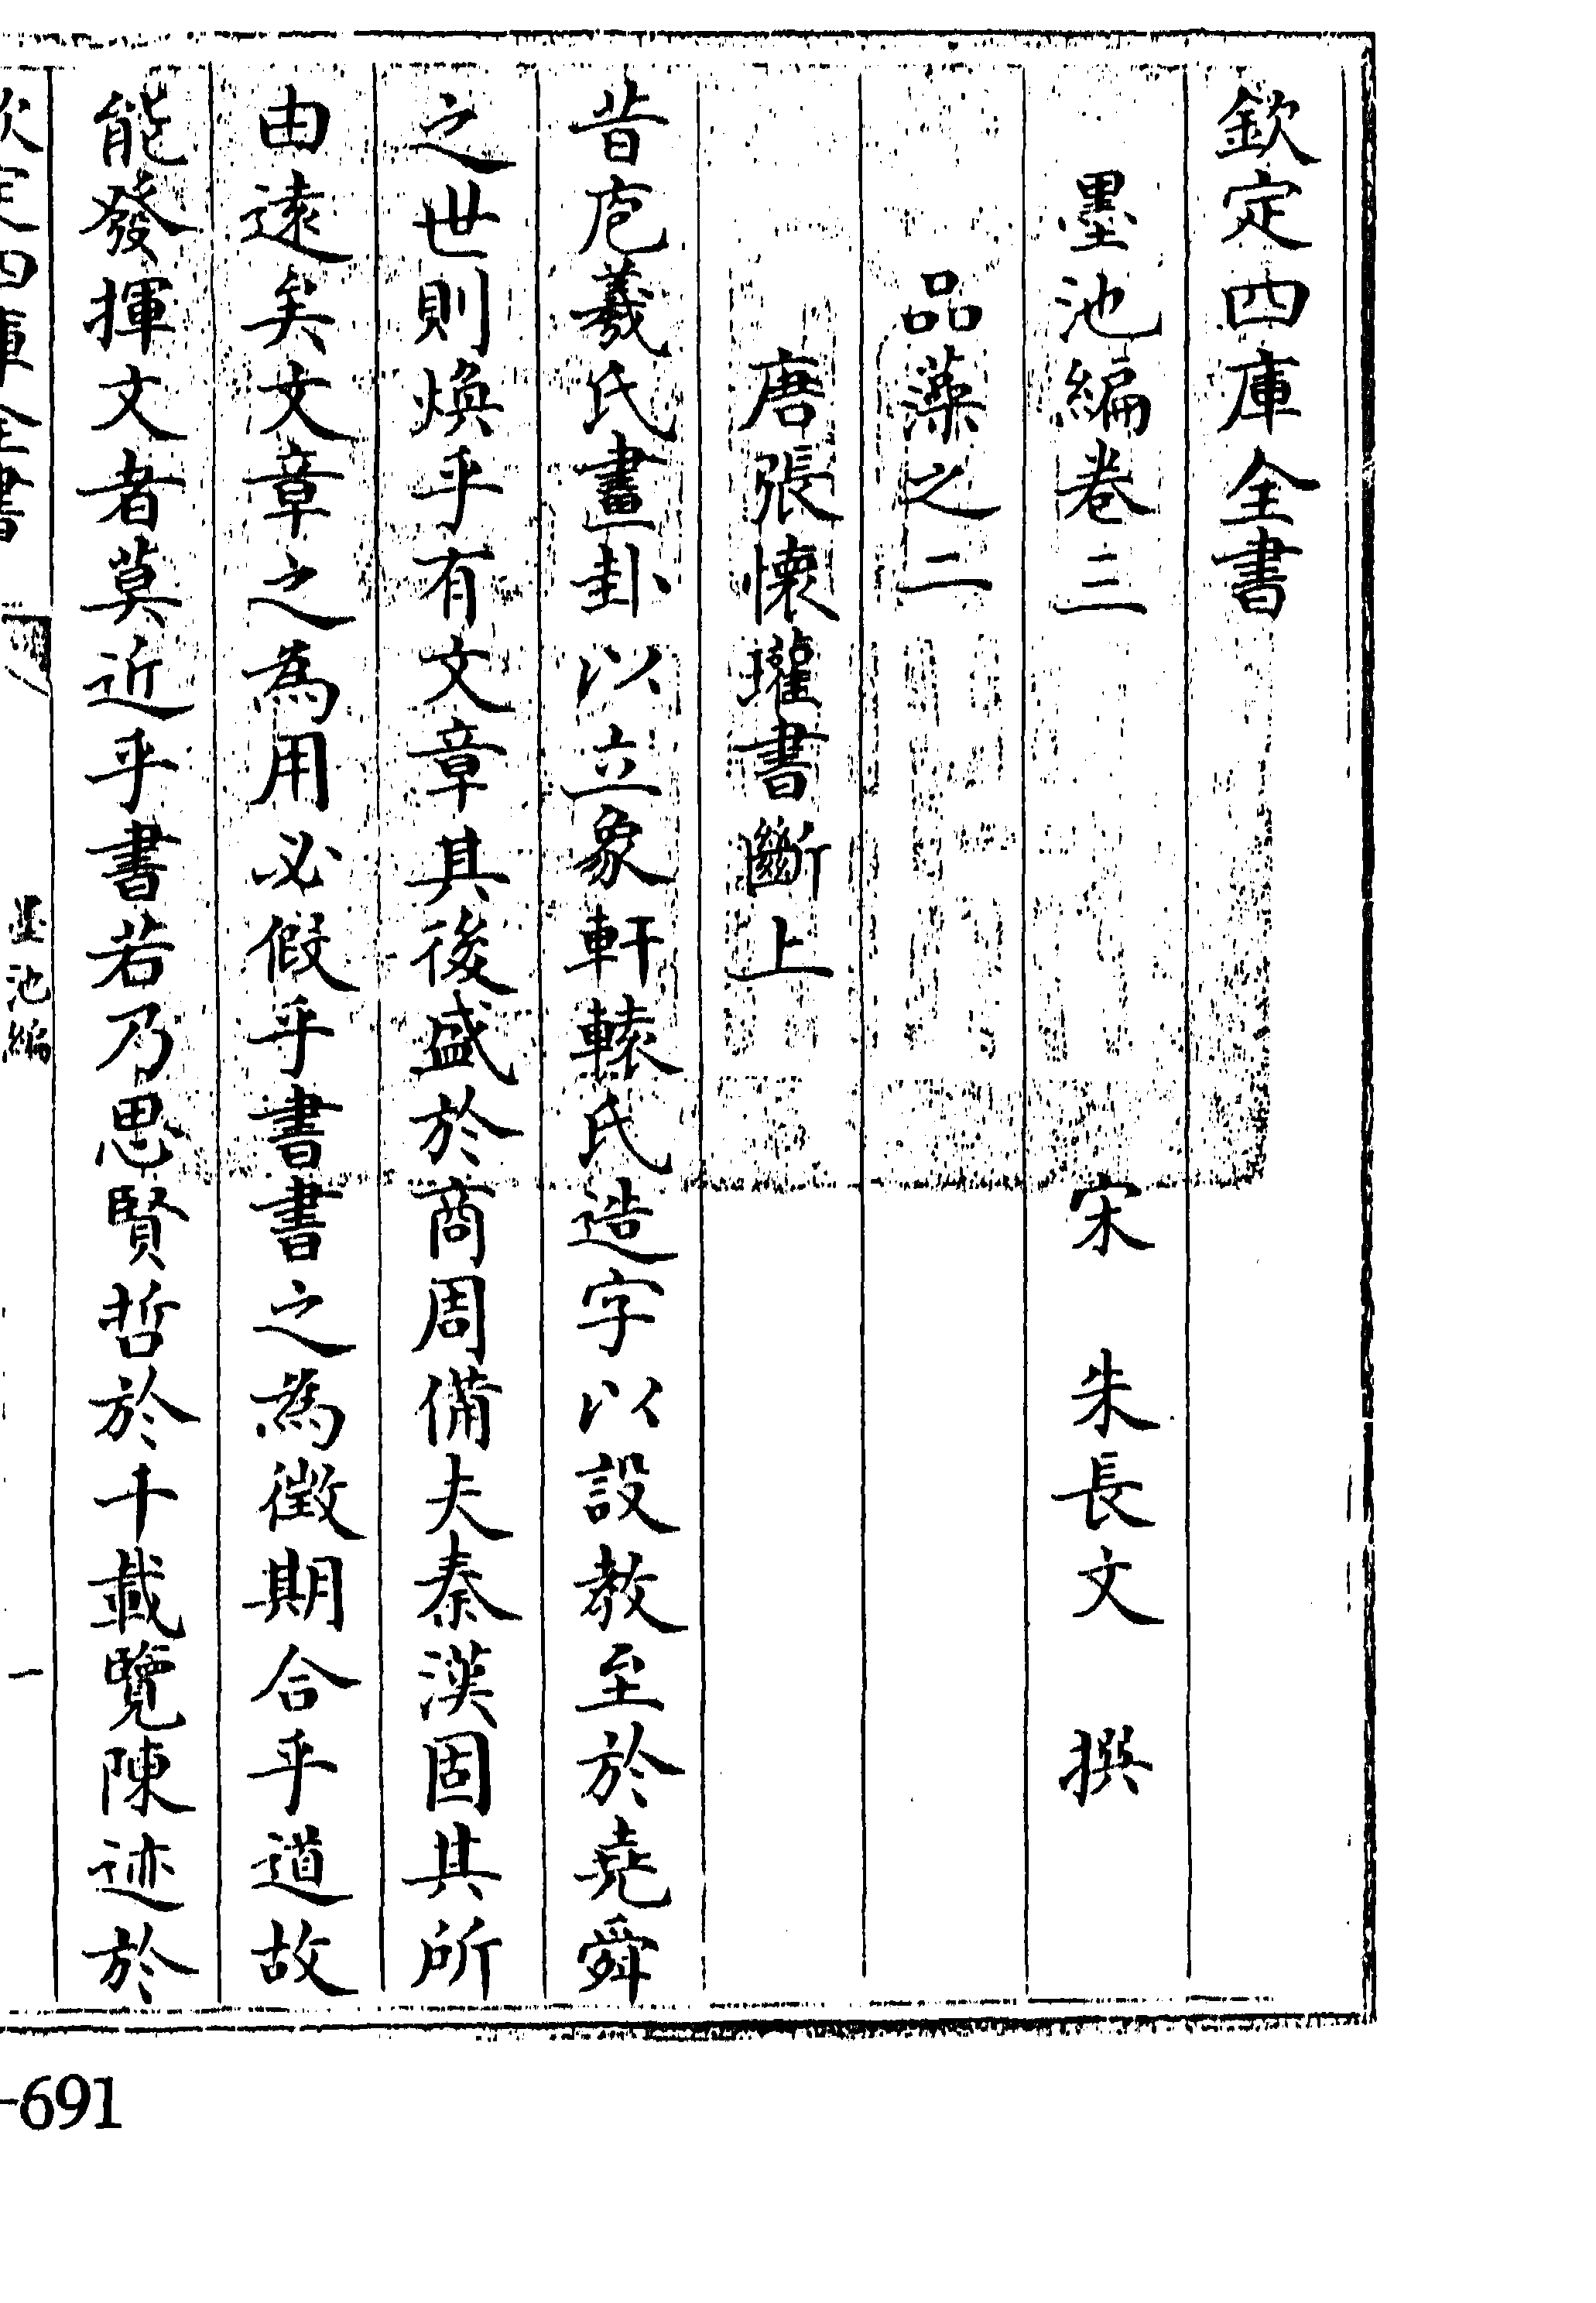 欽定四庫全書
墨池編卷三 宋 朱長文 撰
品藻之二
唐張懷瓘書斷上
昔庖羲氏畫卦以立象軒轅氏造字以設教至於堯舜
之世則煥乎有文章其後盛於商周備夫秦漢固其所
由遠矣文章之為用必假乎書書之為徵期合乎道故
能發揮文者莫近乎書若乃思賢哲於千載覽陳迹於
欽定四庫全書 墨池編 一
-691